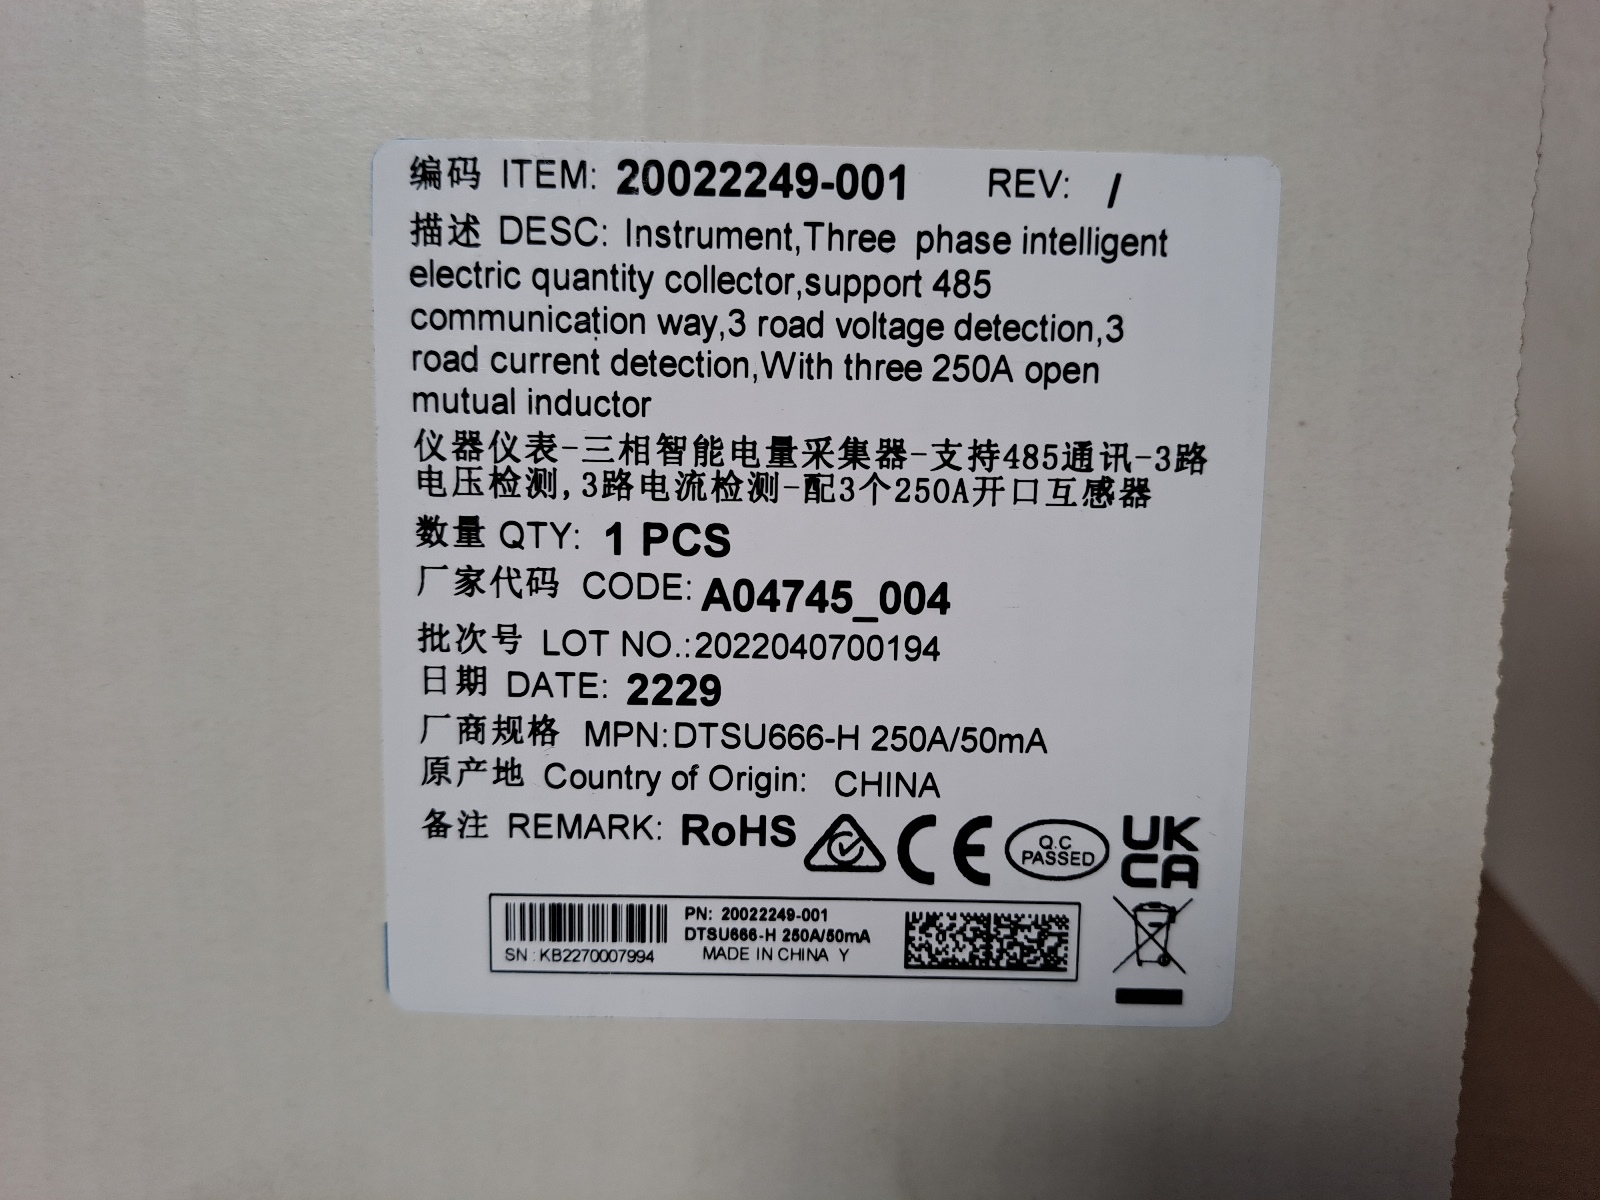 编码 ITEM: 20022249-001 REV: /
描述 DESC: Instrument,Three phase intelligent
electric quantity collector,support 485
communication way,3 road voltage detection,3
road current detection,With three 250A open
mutual inductor
仪器仪表-三相智能电量采集器-支持485通讯-3路
电压检测,3路电流检测-配3个250A开口互感器
数量 QTY: 1 PCS
厂家代码 CODE: A04745_004
批次号 LOT NO.:2022040700194
日期 DATE: 2229
厂商规格 MPN:DTSU666-H 250A/50mA
原产地 Country of Origin: CHINA
备注 REMARK: RoHS CE Q.C PASSED UK CA
PN: 20022249-001
DTSU666-H 250A/50mA
SN:KB2270007994 MADE IN CHINA Y